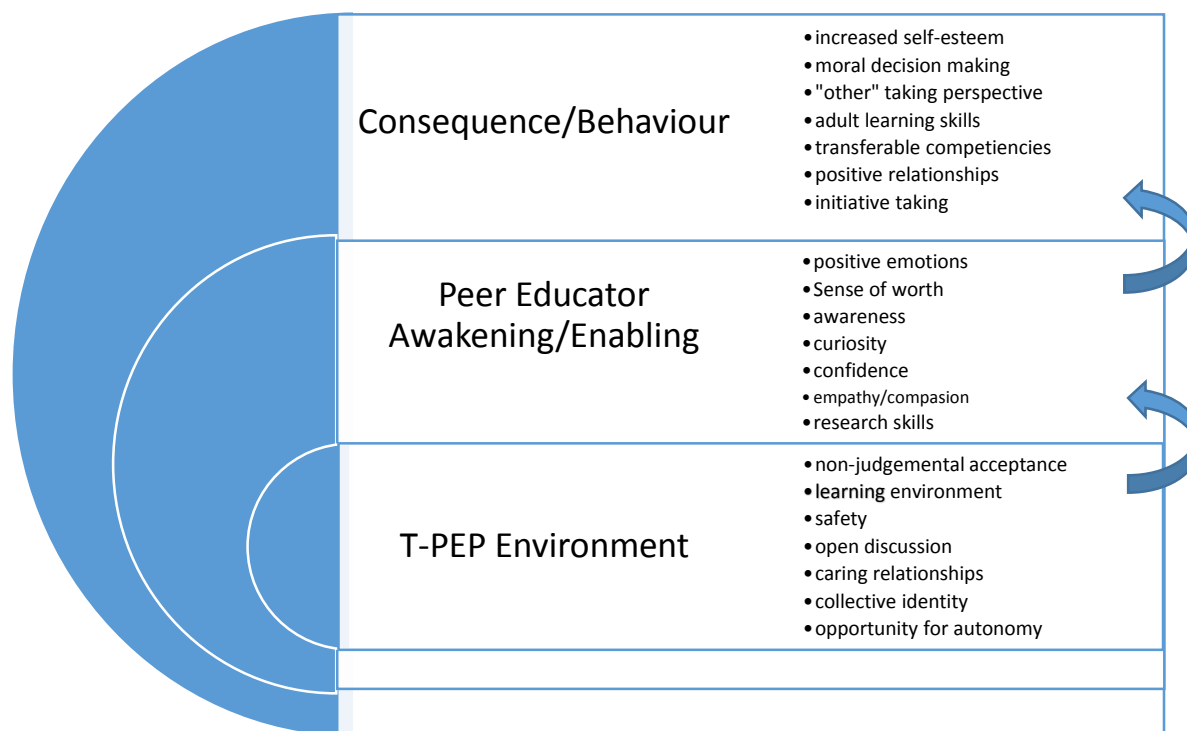 Consequence/Behaviour
•increased self-esteem
•moral decision making
•"other" taking perspective
•adult learning skills
•transferable competiencies
•positive relationships
•initiative taking
Peer Educator
Awakening/Enabling
•positive emotions
•Sense of worth
•awareness
•curiosity
•confidence
•empathy/compasion
•research skills
T-PEP Environment
•non-judgemental acceptance
•learning environment
•safety
•open discussion
•caring relationships
•collective identity
•opportunity for autonomy